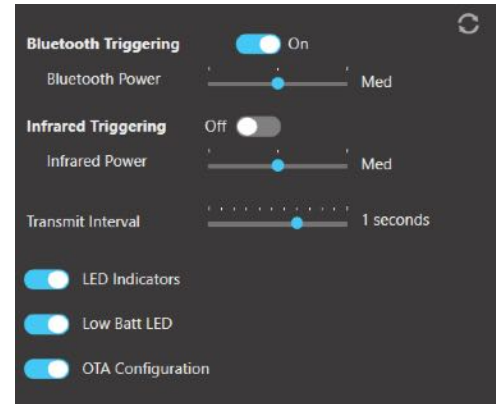 Bluetooth Triggering On
Bluetooth Power Med
Infrared Triggering Off
Infrared Power Med
Transmit Interval 1 seconds
LED Indicators
Low Batt LED
OTA Configuration